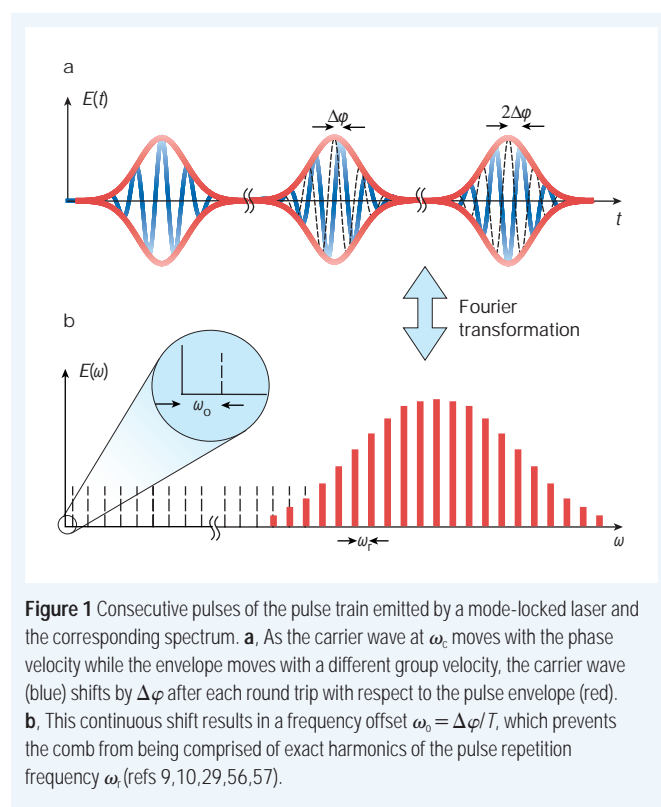 a
E(t)
Δφ
2Δφ
t
Fourier
transformation
b
E(ω)
ω₀
ωᵣ
ω
Figure 1 Consecutive pulses of the pulse train emitted by a mode-locked laser and
the corresponding spectrum. a, As the carrier wave at ω꜀ moves with the phase
velocity while the envelope moves with a different group velocity, the carrier wave
(blue) shifts by Δφ after each round trip with respect to the pulse envelope (red).
b, This continuous shift results in a frequency offset ω₀ = Δφ/T, which prevents
the comb from being comprised of exact harmonics of the pulse repetition
frequency ωᵣ (refs 9,10,29,56,57).